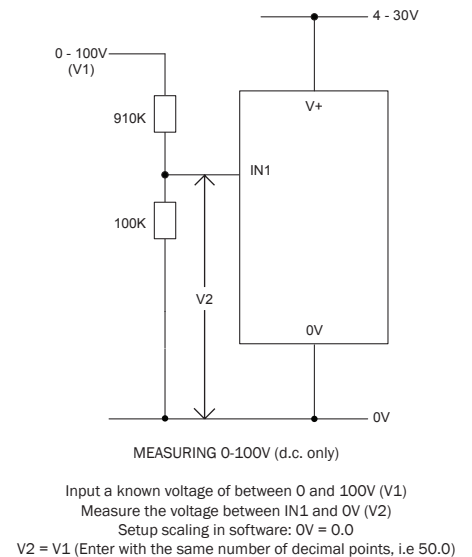 4 - 30V
0 - 100V
(V1)
V+
910K
IN1
100K
V2
0V
0V
MEASURING 0-100V (d.c. only)
Input a known voltage of between 0 and 100V (V1)
Measure the voltage between IN1 and 0V (V2)
Setup scaling in software: 0V = 0.0
V2 = V1 (Enter with the same number of decimal points, i.e 50.0)